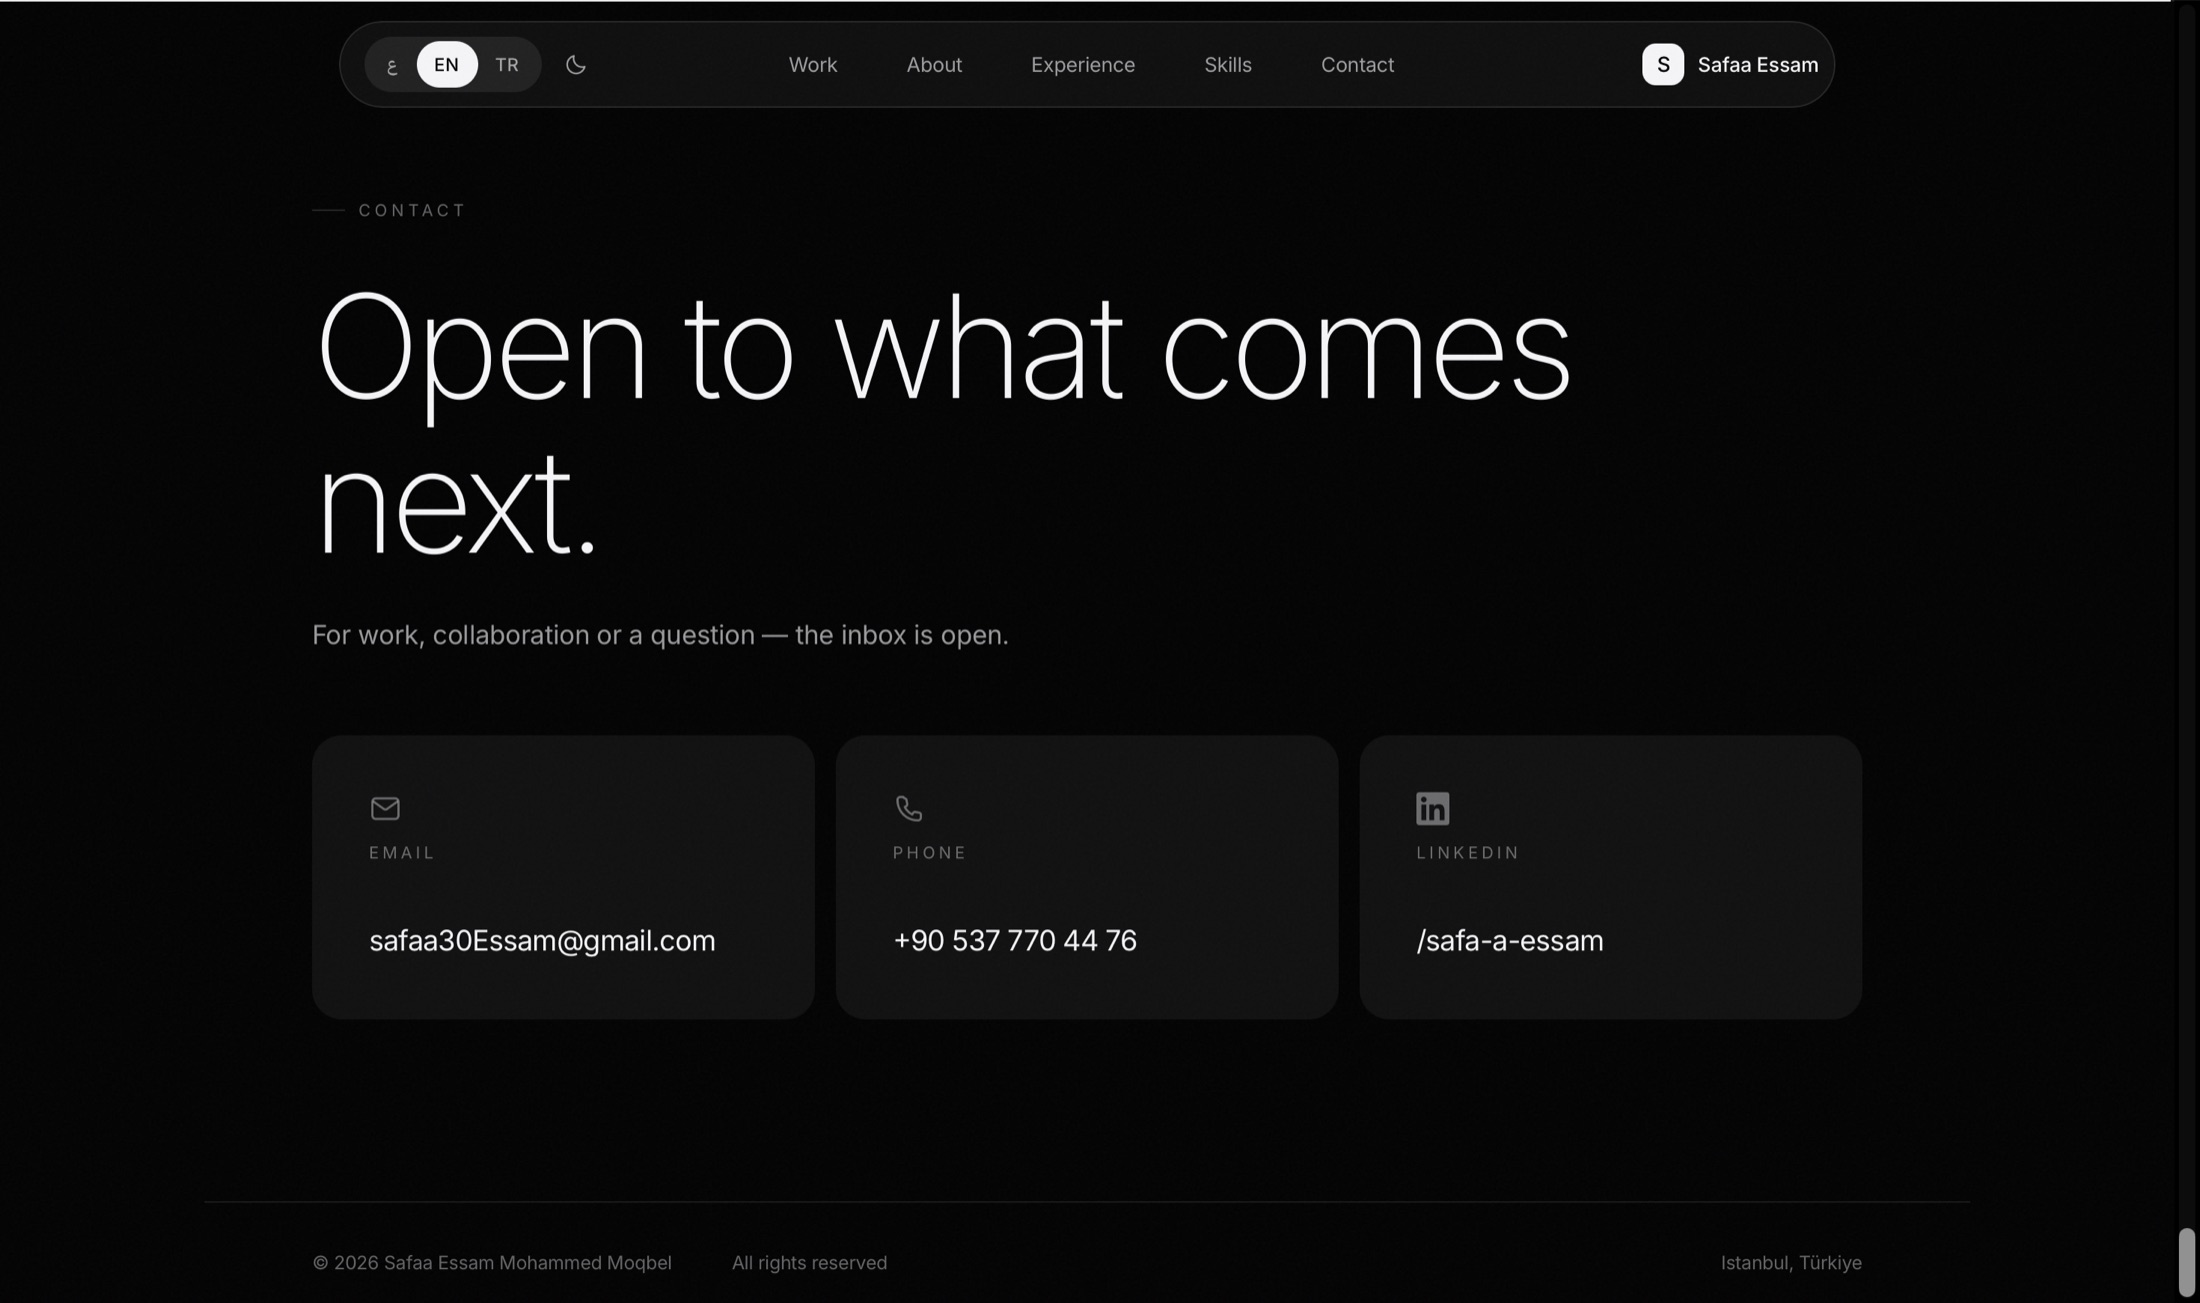 ع EN TR Work About Experience Skills Contact S Safaa Essam
CONTACT
Open to what comes
next.
For work, collaboration or a question — the inbox is open.
EMAIL
safaa30Essam@gmail.com
PHONE
+90 537 770 44 76
in
LINKEDIN
/safa-a-essam
© 2026 Safaa Essam Mohammed Moqbel All rights reserved Istanbul, Türkiye